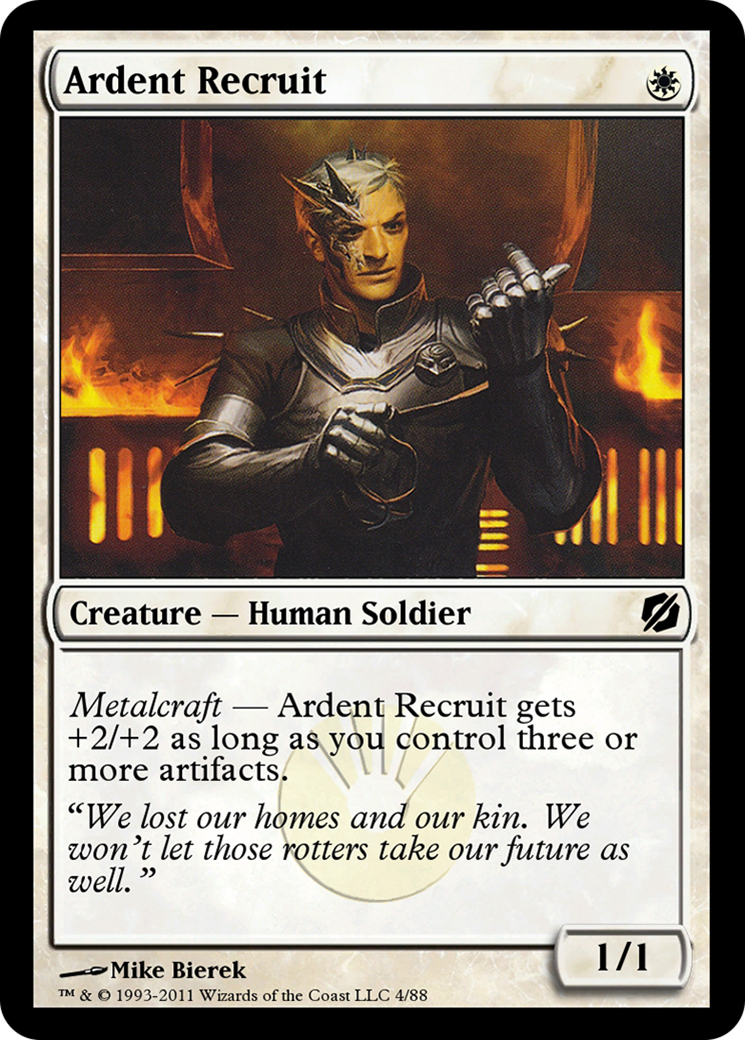 Ardent Recruit
Creature — Human Soldier
Metalcraft — Ardent Recruit gets
+2/+2 as long as you control three or
more artifacts.
“We lost our homes and our kin. We
won’t let those rotters take our future as
well.”
1/1
Mike Bierek
™ & © 1993-2011 Wizards of the Coast LLC 4/88